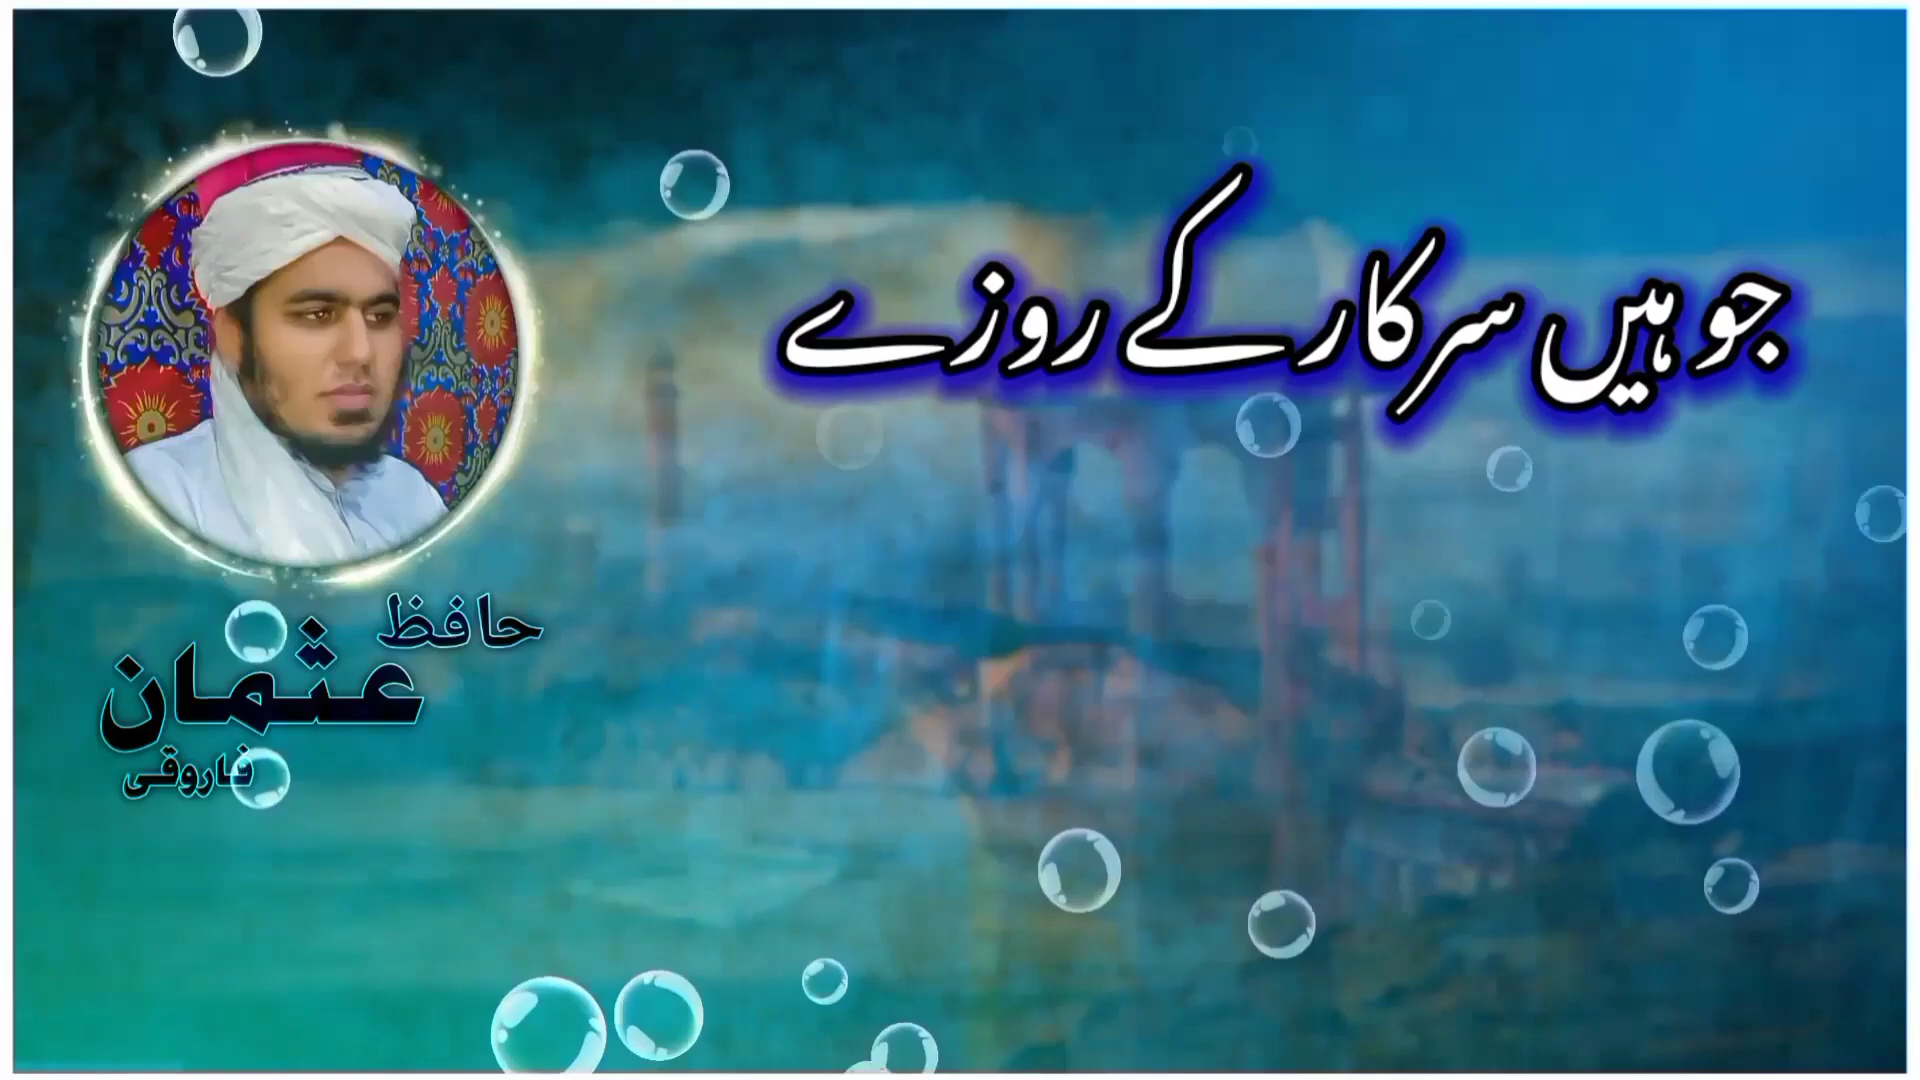 جو ہیں سرکار کے روزے
حافظ
عثمان
فاروقی